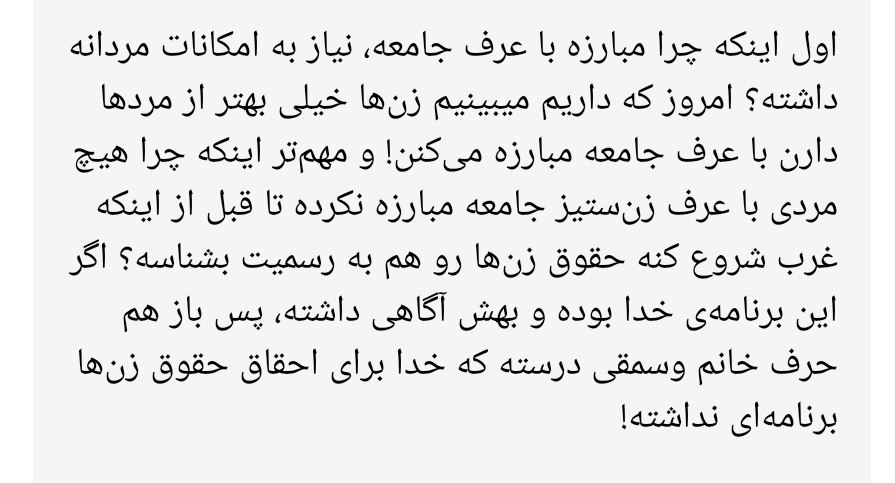 اول اینکه چرا مبارزه با عرف جامعه، نیاز به امکانات مردانه
داشته؟ امروز که داریم میبینیم زن‌ها خیلی بهتر از مردها
دارن با عرف جامعه مبارزه می‌کنن! و مهم‌تر اینکه چرا هیچ
مردی با عرف زن‌ستیز جامعه مبارزه نکرده تا قبل از اینکه
غرب شروع کنه حقوق زن‌ها رو هم به رسمیت بشناسه؟ اگر
این برنامه‌ی خدا بوده و بهش آگاهی داشته، پس باز هم
حرف خانم وسمقی درسته که خدا برای احقاق حقوق زن‌ها
برنامه‌ای نداشته!